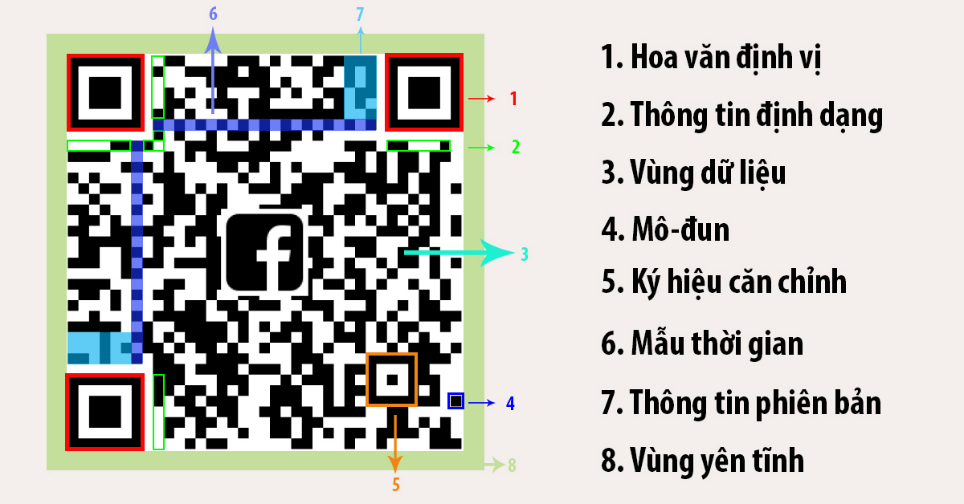 6
7
1
2
3
4
5
8
1. Hoa văn định vị
2. Thông tin định dạng
3. Vùng dữ liệu
4. Mô-đun
5. Ký hiệu căn chỉnh
6. Mẫu thời gian
7. Thông tin phiên bản
8. Vùng yên tĩnh